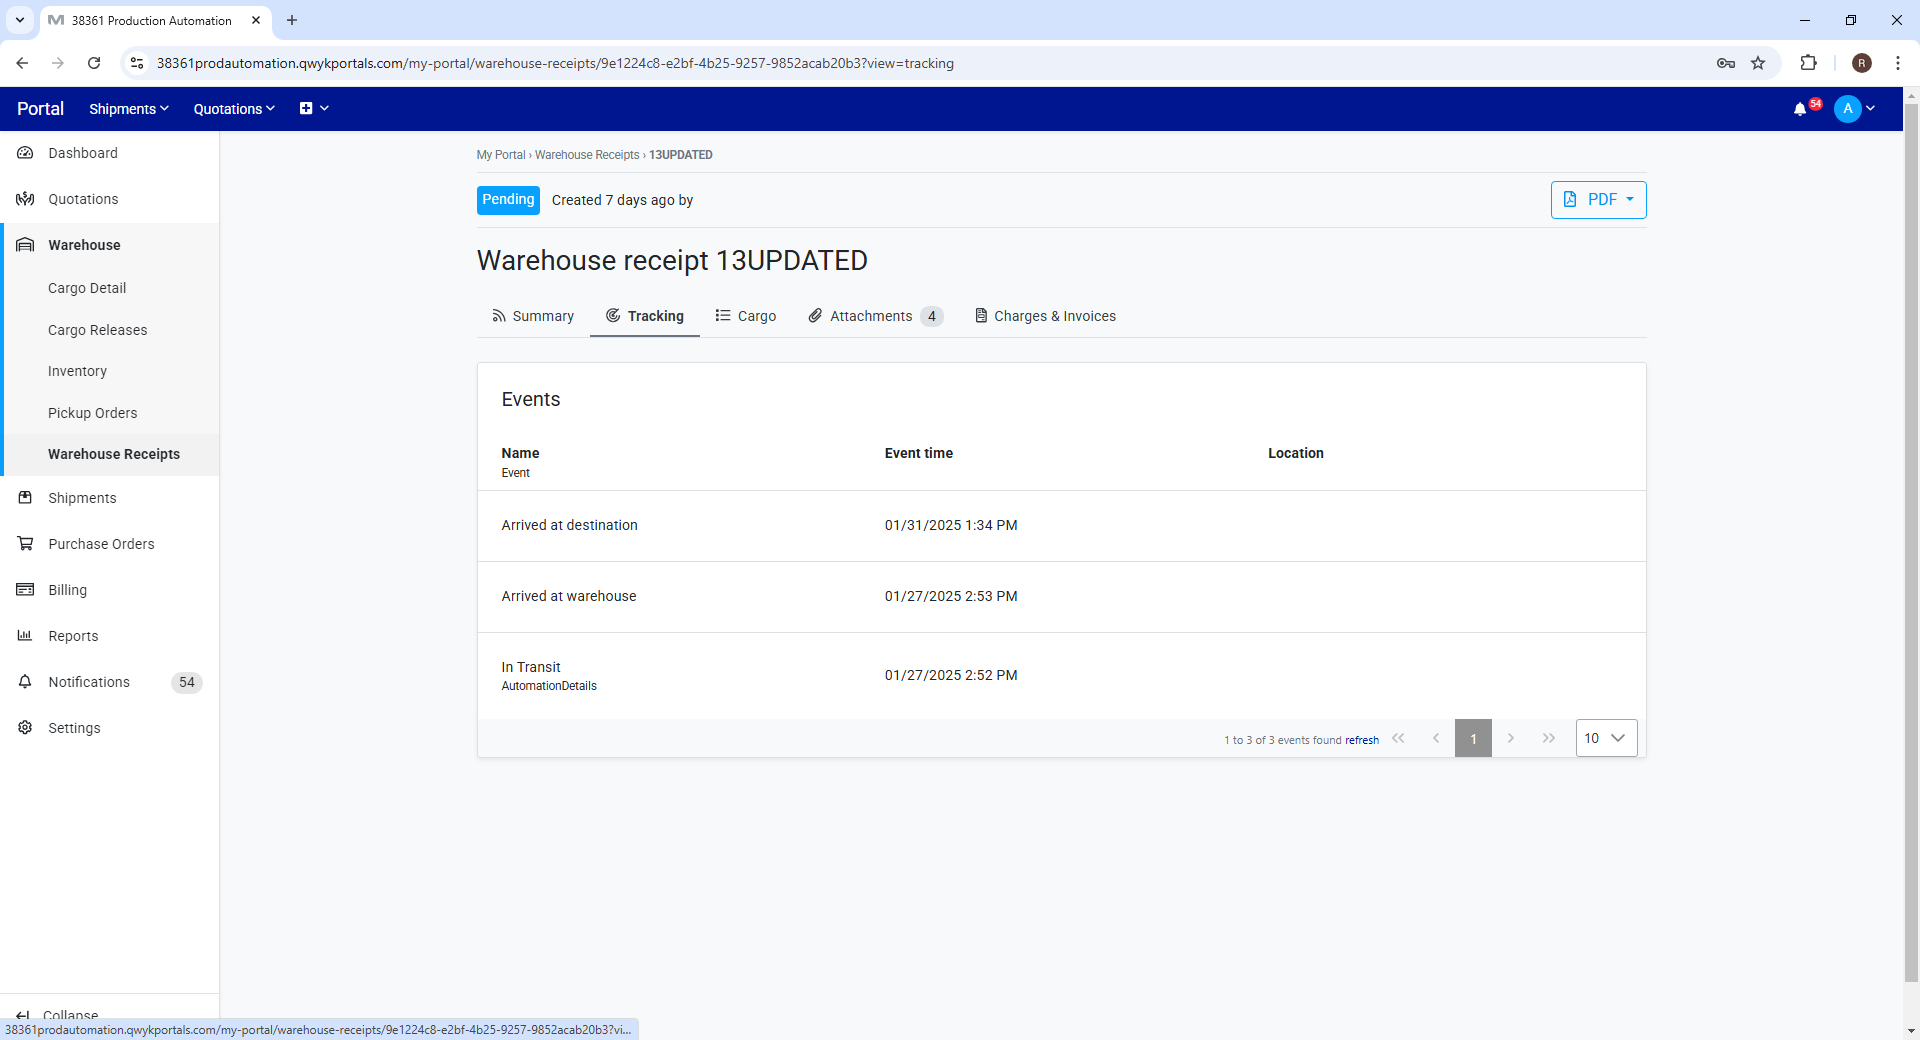 38361 Production Automation
38361prodautomation.qwykportals.com/my-portal/warehouse-receipts/9e1224c8-e2bf-4b25-9257-9852acab20b3?view=tracking
R
Portal
Shipments
Quotations
54
A
Dashboard
Quotations
Warehouse
Cargo Detail
Cargo Releases
Inventory
Pickup Orders
Warehouse Receipts
Shipments
Purchase Orders
Billing
Reports
Notifications 54
Settings
Collapse
My Portal › Warehouse Receipts › 13UPDATED
Pending Created 7 days ago by
PDF
Warehouse receipt 13UPDATED
Summary Tracking Cargo Attachments 4 Charges & Invoices
Events
Name Event time Location
Event
Arrived at destination 01/31/2025 1:34 PM
Arrived at warehouse 01/27/2025 2:53 PM
In Transit 01/27/2025 2:52 PM
AutomationDetails
1 to 3 of 3 events found refresh 1 10
38361prodautomation.qwykportals.com/my-portal/warehouse-receipts/9e1224c8-e2bf-4b25-9257-9852acab20b3?vi...